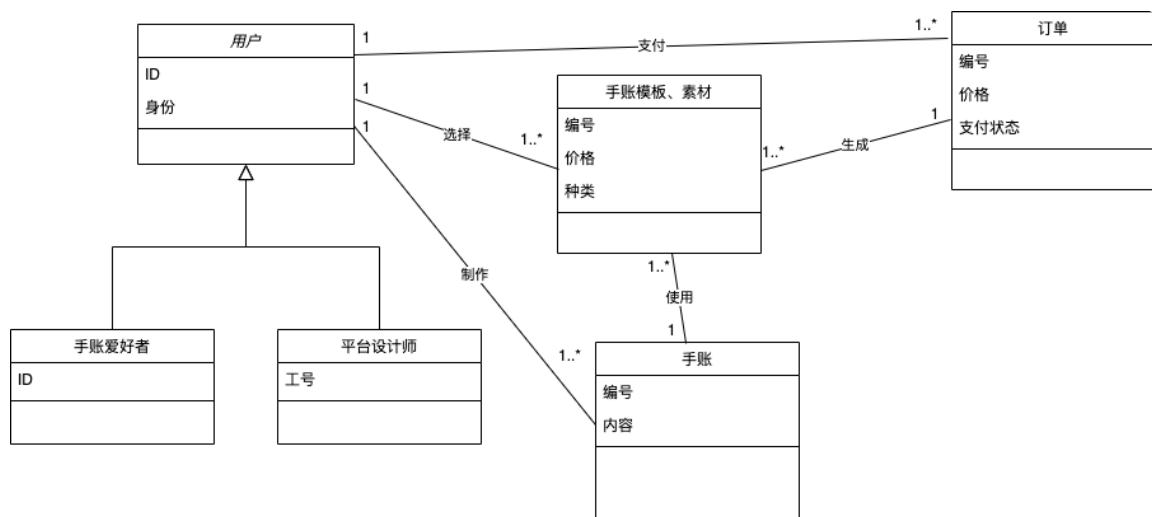 用户
ID
身份
1
支付
1..*
订单
编号
价格
支付状态
1
选择
1..*
手账模板、素材
编号
价格
种类
1..*
生成
1
1
制作
1..*
1..*
使用
1
手账爱好者
ID
平台设计师
工号
手账
编号
内容